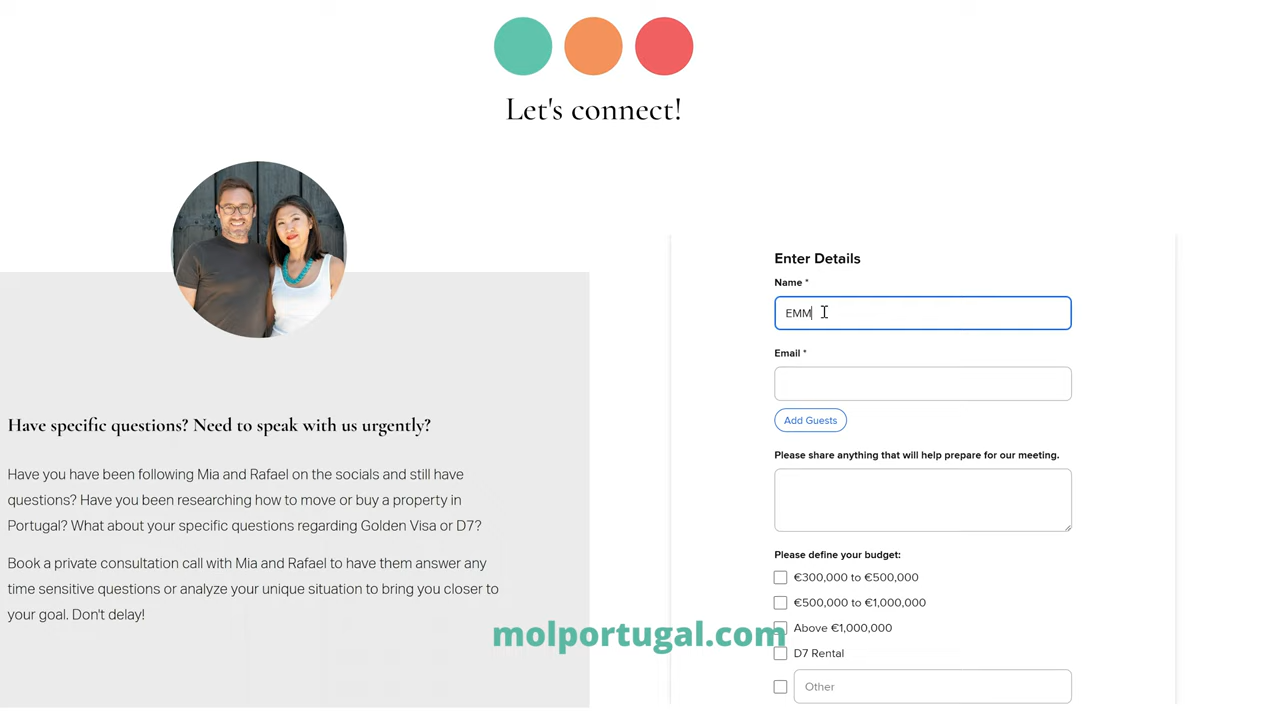 Let's connect!
Have specific questions? Need to speak with us urgently?
Have you have been following Mia and Rafael on the socials and still have
questions? Have you been researching how to move or buy a property in
Portugal? What about your specific questions regarding Golden Visa or D7?
Book a private consultation call with Mia and Rafael to have them answer any
time sensitive questions or analyze your unique situation to bring you closer to
your goal. Don't delay!
Enter Details
Name *
EMM
Email *
Add Guests
Please share anything that will help prepare for our meeting.
Please define your budget:
€300,000 to €500,000
€500,000 to €1,000,000
Above €1,000,000
D7 Rental
Other
molportugal.com